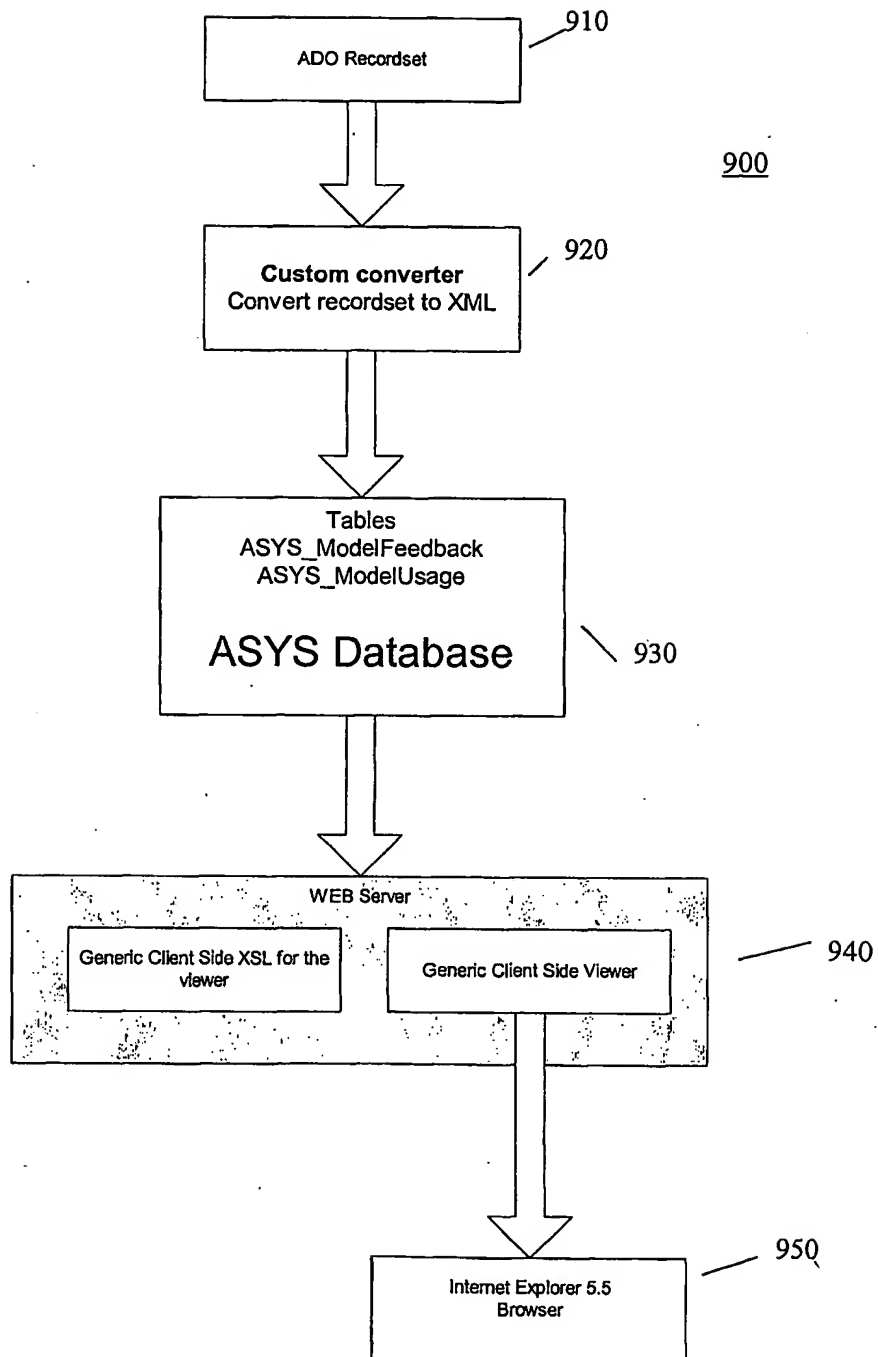 910
ADO Recordset
900
920
Custom converter
Convert recordset to XML
Tables
ASYS_ModelFeedback
ASYS_ModelUsage
ASYS Database
930
WEB Server
Generic Client Side XSL for the
viewer
Generic Client Side Viewer
940
950
Internet Explorer 5.5
Browser